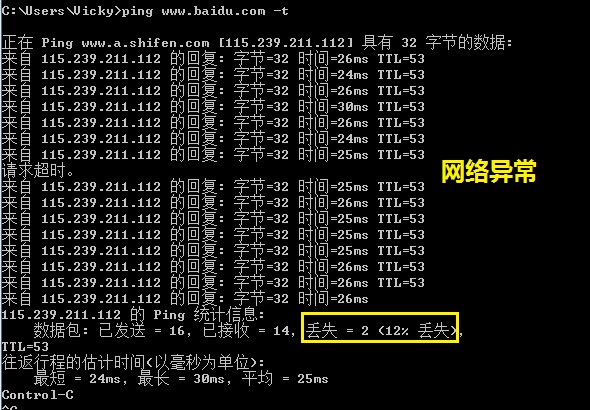 C:\Users\Vicky>ping www.baidu.com -t
正在 Ping www.a.shifen.com [115.239.211.112] 具有 32 字节的数据:
来自 115.239.211.112 的回复: 字节=32 时间=26ms TTL=53
来自 115.239.211.112 的回复: 字节=32 时间=24ms TTL=53
来自 115.239.211.112 的回复: 字节=32 时间=26ms TTL=53
来自 115.239.211.112 的回复: 字节=32 时间=30ms TTL=53
来自 115.239.211.112 的回复: 字节=32 时间=26ms TTL=53
来自 115.239.211.112 的回复: 字节=32 时间=24ms TTL=53
来自 115.239.211.112 的回复: 字节=32 时间=25ms TTL=53
请求超时。
网络异常
来自 115.239.211.112 的回复: 字节=32 时间=25ms TTL=53
来自 115.239.211.112 的回复: 字节=32 时间=26ms TTL=53
来自 115.239.211.112 的回复: 字节=32 时间=25ms TTL=53
来自 115.239.211.112 的回复: 字节=32 时间=25ms TTL=53
来自 115.239.211.112 的回复: 字节=32 时间=25ms TTL=53
来自 115.239.211.112 的回复: 字节=32 时间=26ms TTL=53
来自 115.239.211.112 的回复: 字节=32 时间=26ms TTL=53
来自 115.239.211.112 的回复: 字节=32 时间=26ms
115.239.211.112 的 Ping 统计信息:
数据包: 已发送 = 16, 已接收 = 14, 丢失 = 2 (12% 丢失),
TTL=53
往返行程的估计时间(以毫秒为单位):
最短 = 24ms, 最长 = 30ms, 平均 = 25ms
Control-C
^C